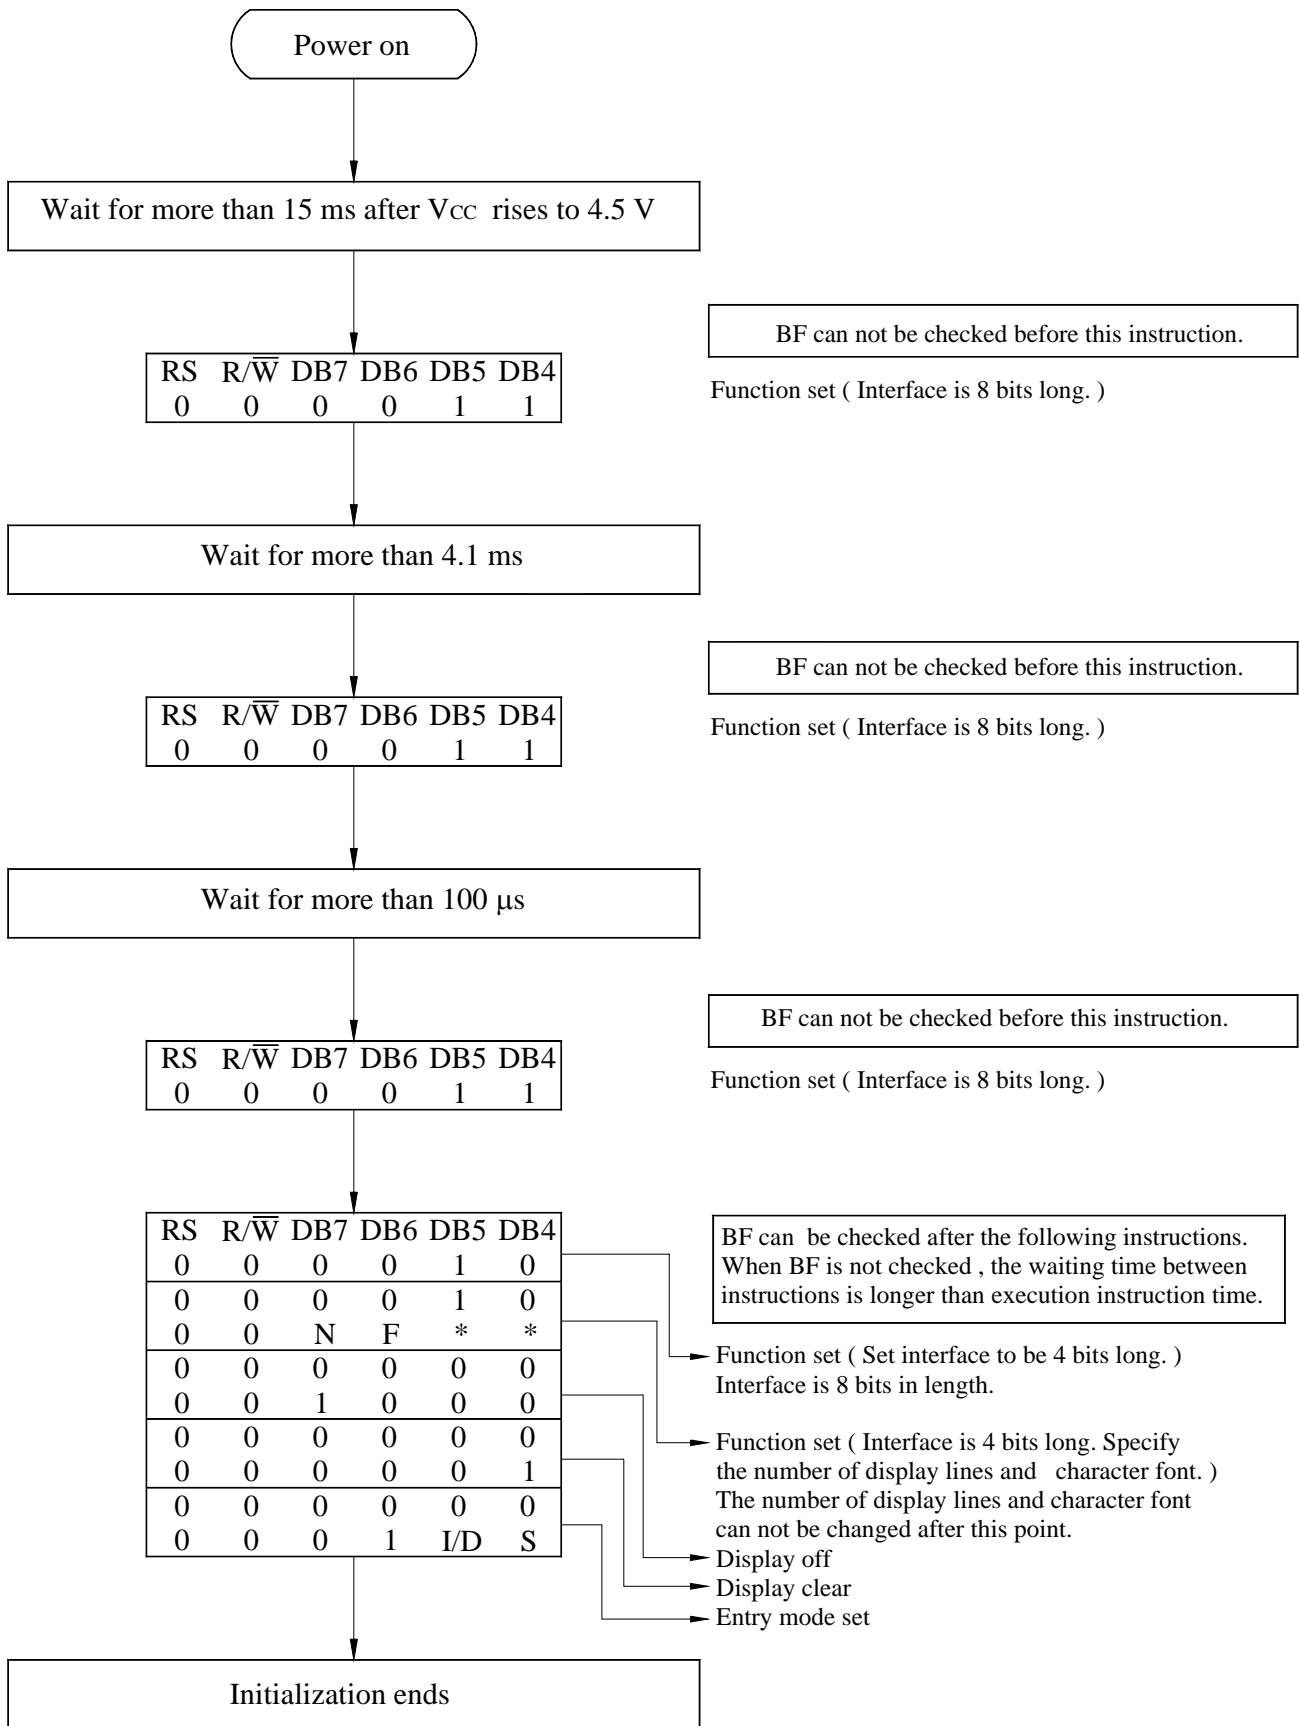 Power on
Wait for more than 15 ms after VCC rises to 4.5 V
BF can not be checked before this instruction.
RS R/W̅ DB7 DB6 DB5 DB4
0 0 0 0 1 1
Function set ( Interface is 8 bits long. )
Wait for more than 4.1 ms
BF can not be checked before this instruction.
RS R/W̅ DB7 DB6 DB5 DB4
0 0 0 0 1 1
Function set ( Interface is 8 bits long. )
Wait for more than 100 μs
BF can not be checked before this instruction.
RS R/W̅ DB7 DB6 DB5 DB4
0 0 0 0 1 1
Function set ( Interface is 8 bits long. )
RS R/W̅ DB7 DB6 DB5 DB4
0 0 0 0 1 0
0 0 0 0 1 0
0 0 N F * *
0 0 0 0 0 0
0 0 1 0 0 0
0 0 0 0 0 0
0 0 0 0 0 1
0 0 0 0 0 0
0 0 0 1 I/D S
BF can be checked after the following instructions.
When BF is not checked , the waiting time between
instructions is longer than execution instruction time.
Function set ( Set interface to be 4 bits long. )
Interface is 8 bits in length.
Function set ( Interface is 4 bits long. Specify
the number of display lines and character font. )
The number of display lines and character font
can not be changed after this point.
Display off
Display clear
Entry mode set
Initialization ends